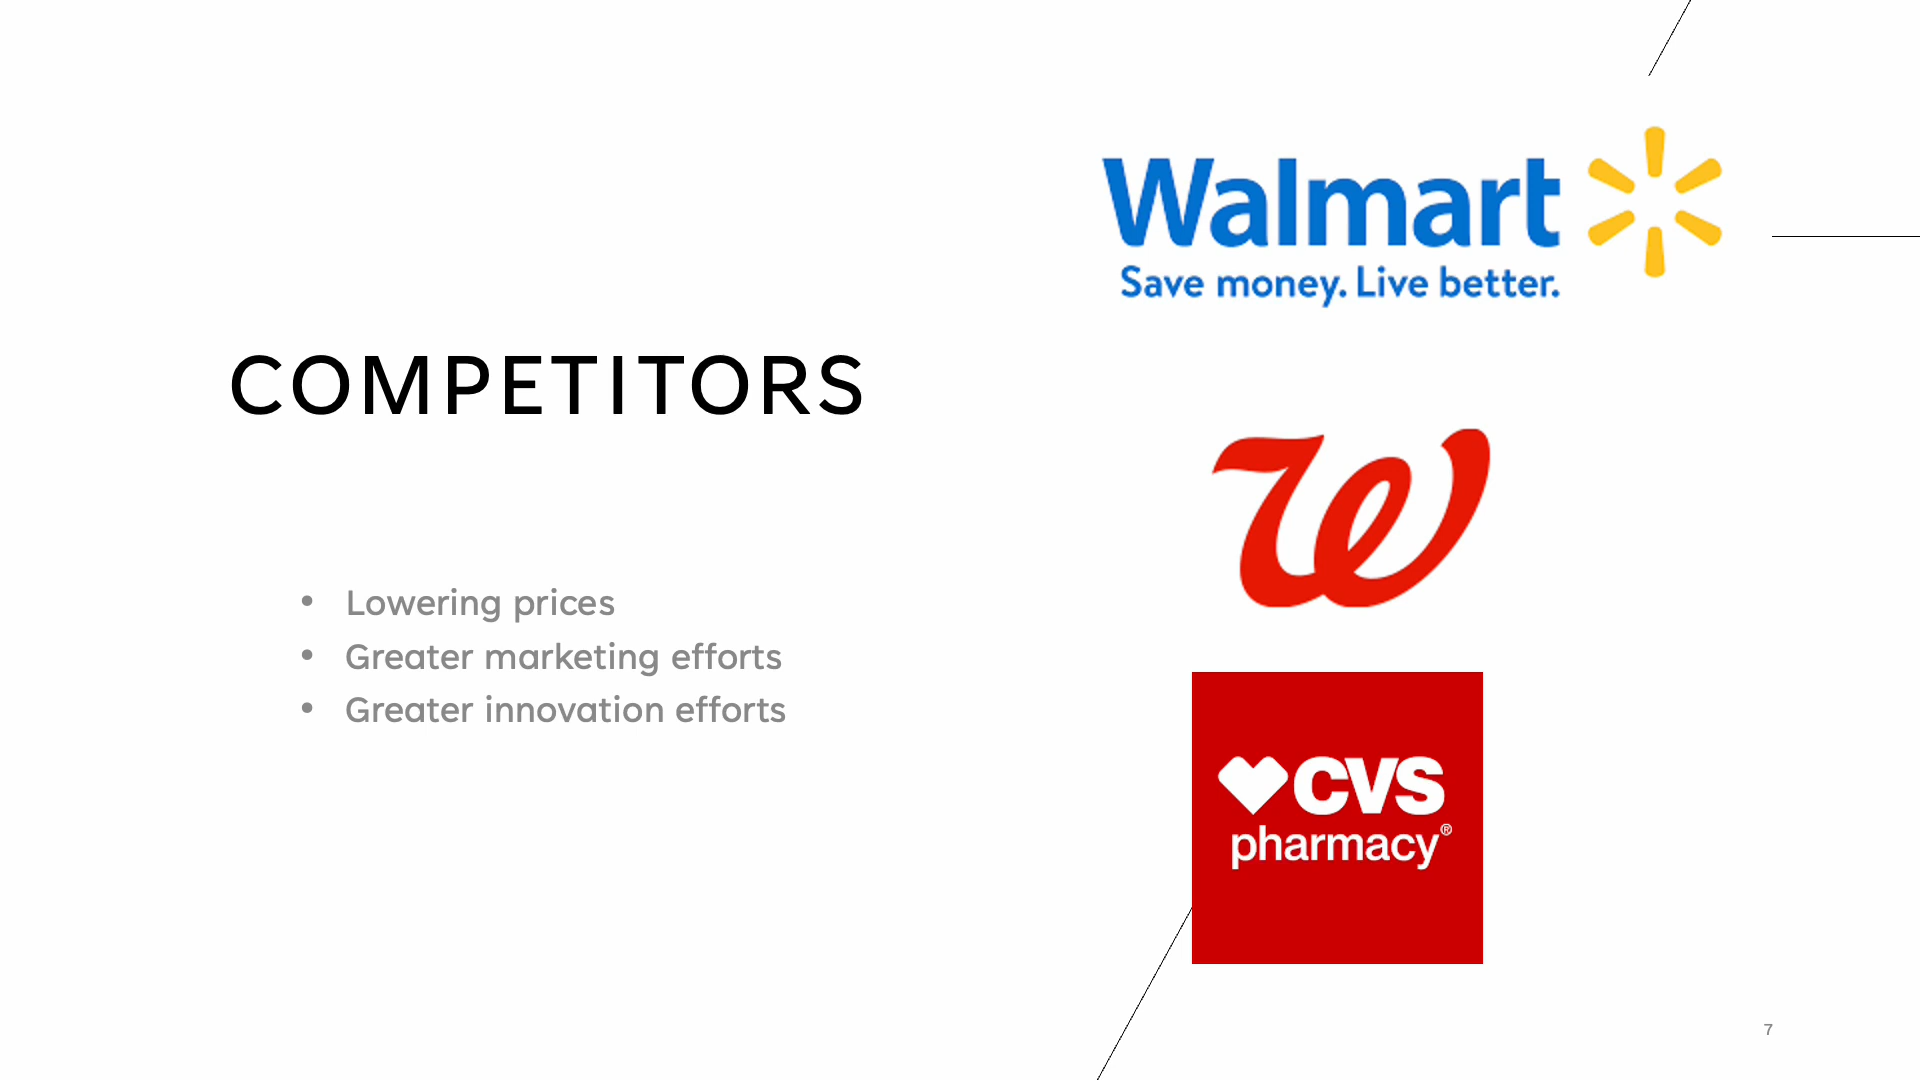 COMPETITORS
• Lowering prices
• Greater marketing efforts
• Greater innovation efforts
Walmart
Save money. Live better.
W
CVS
pharmacy®
7